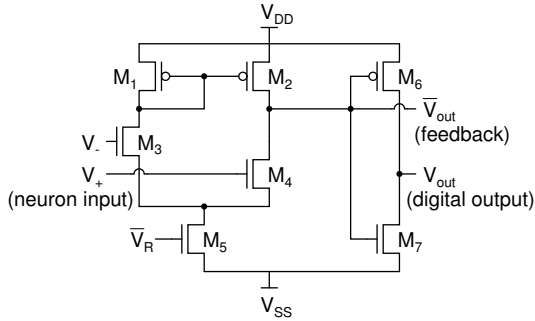 V_DD
M_1
M_2
M_6
V̅_out
(feedback)
V_-
M_3
V_+
(neuron input)
M_4
V_out
(digital output)
V̅_R
M_5
M_7
V_SS